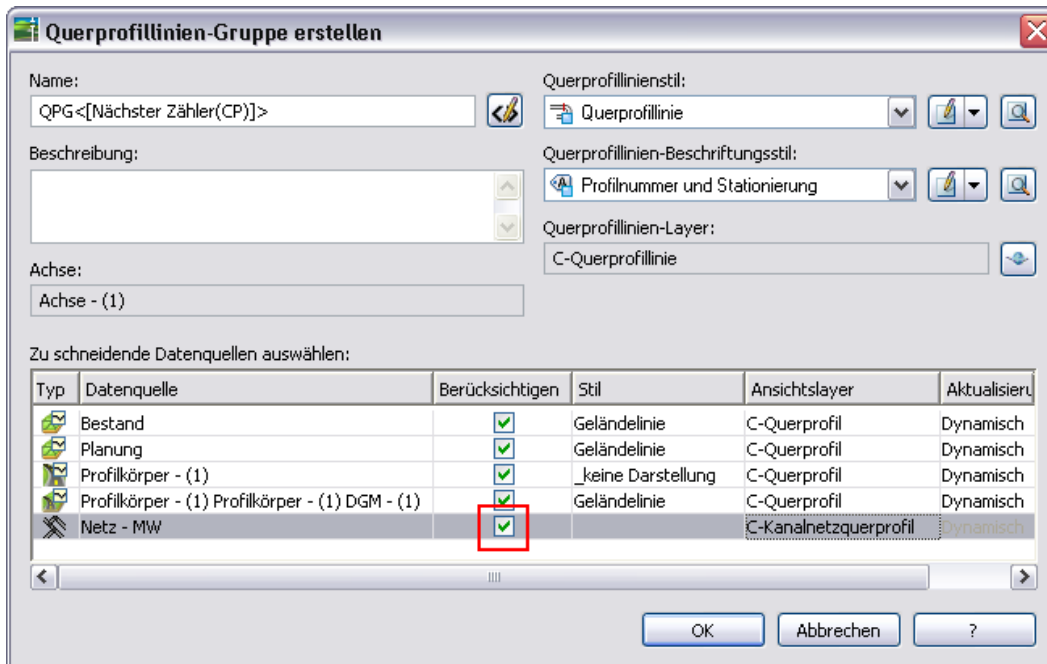 Querprofillinien-Gruppe erstellen
Name:
QPG<[Nächster Zähler(CP)]>
Beschreibung:
Achse:
Achse - (1)
Querprofillinienstil:
Querprofillinie
Querprofillinien-Beschriftungsstil:
Profilnummer und Stationierung
Querprofillinien-Layer:
C-Querprofillinie
Zu schneidende Datenquellen auswählen:
Typ Datenquelle Berücksichtigen Stil Ansichtslayer Aktualisieru
Bestand Geländelinie C-Querprofil Dynamisch
Planung Geländelinie C-Querprofil Dynamisch
Profilkörper - (1) _keine Darstellung C-Querprofil Dynamisch
Profilkörper - (1) Profilkörper - (1) DGM - (1) Geländelinie C-Querprofil Dynamisch
Netz - MW C-Kanalnetzquerprofil Dynamisch
OK Abbrechen ?